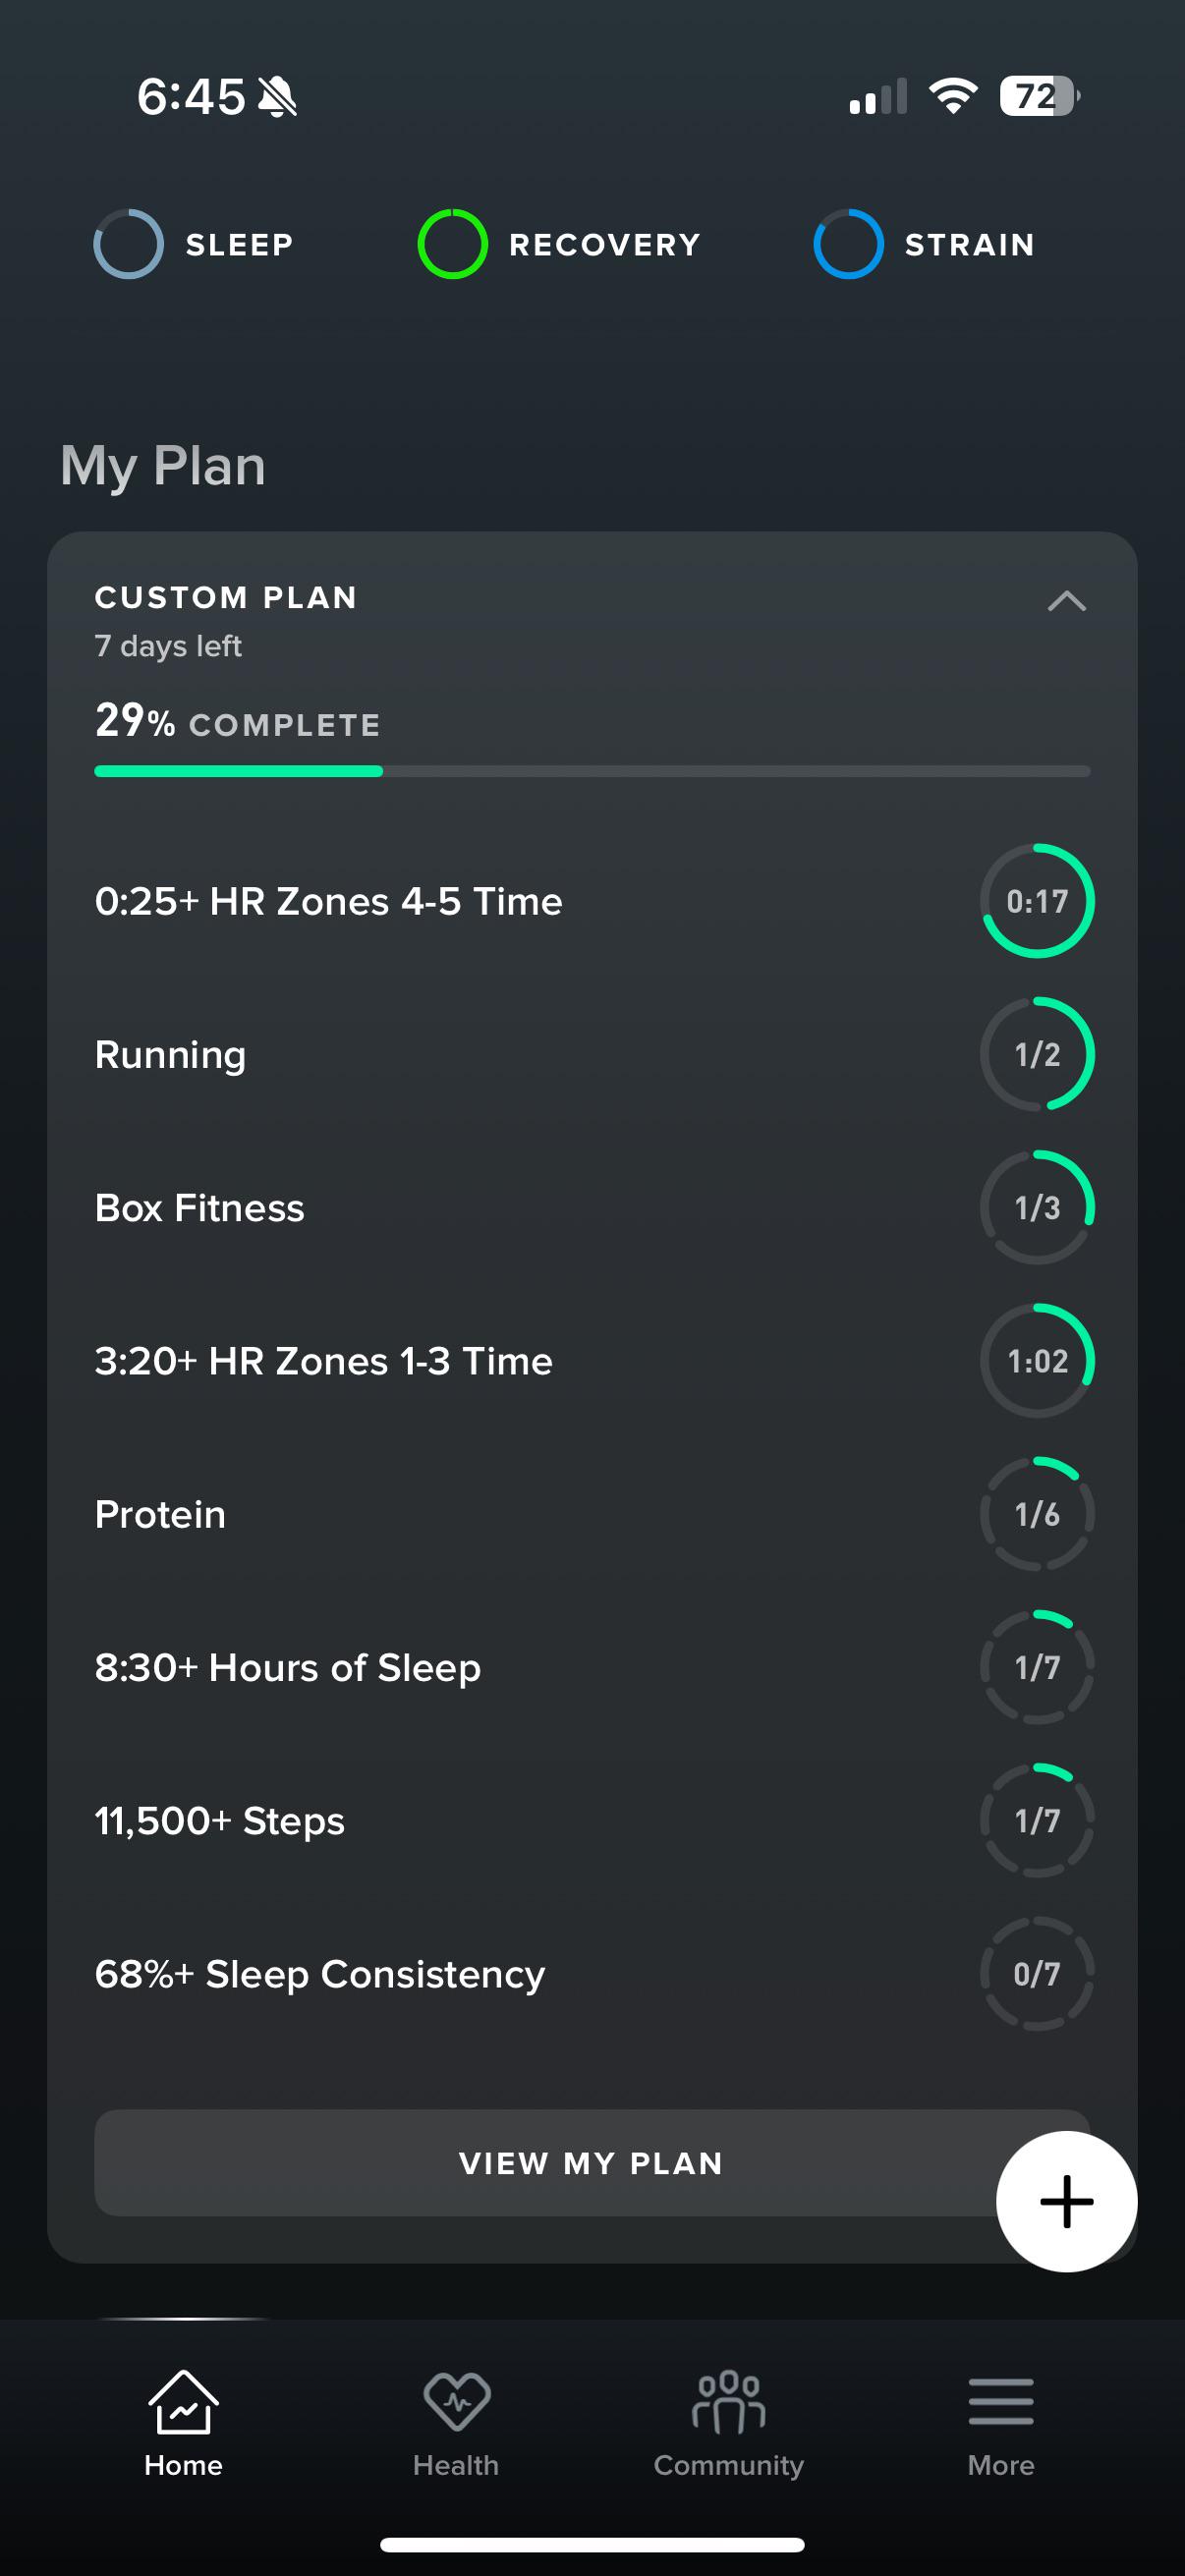 6:45
72
SLEEP RECOVERY STRAIN
My Plan
CUSTOM PLAN
7 days left
29% COMPLETE
0:25+ HR Zones 4-5 Time 0:17
Running 1/2
Box Fitness 1/3
3:20+ HR Zones 1-3 Time 1:02
Protein 1/6
8:30+ Hours of Sleep 1/7
11,500+ Steps 1/7
68%+ Sleep Consistency 0/7
VIEW MY PLAN
Home Health Community More